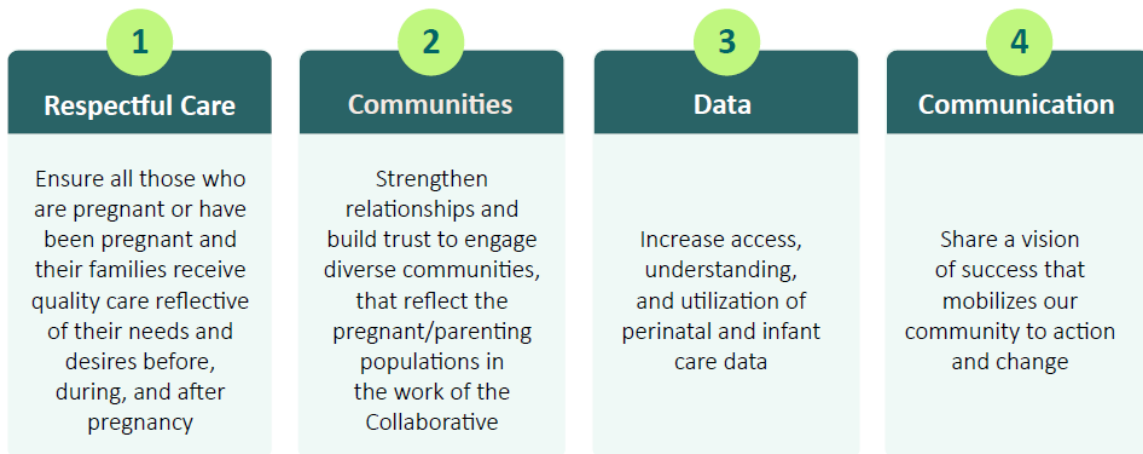 1
Respectful Care
Ensure all those who
are pregnant or have
been pregnant and
their families receive
quality care reflective
of their needs and
desires before,
during, and after
pregnancy
2
Communities
Strengthen
relationships and
build trust to engage
diverse communities,
that reflect the
pregnant/parenting
populations in
the work of the
Collaborative
3
Data
Increase access,
understanding,
and utilization of
perinatal and infant
care data
4
Communication
Share a vision
of success that
mobilizes our
community to action
and change